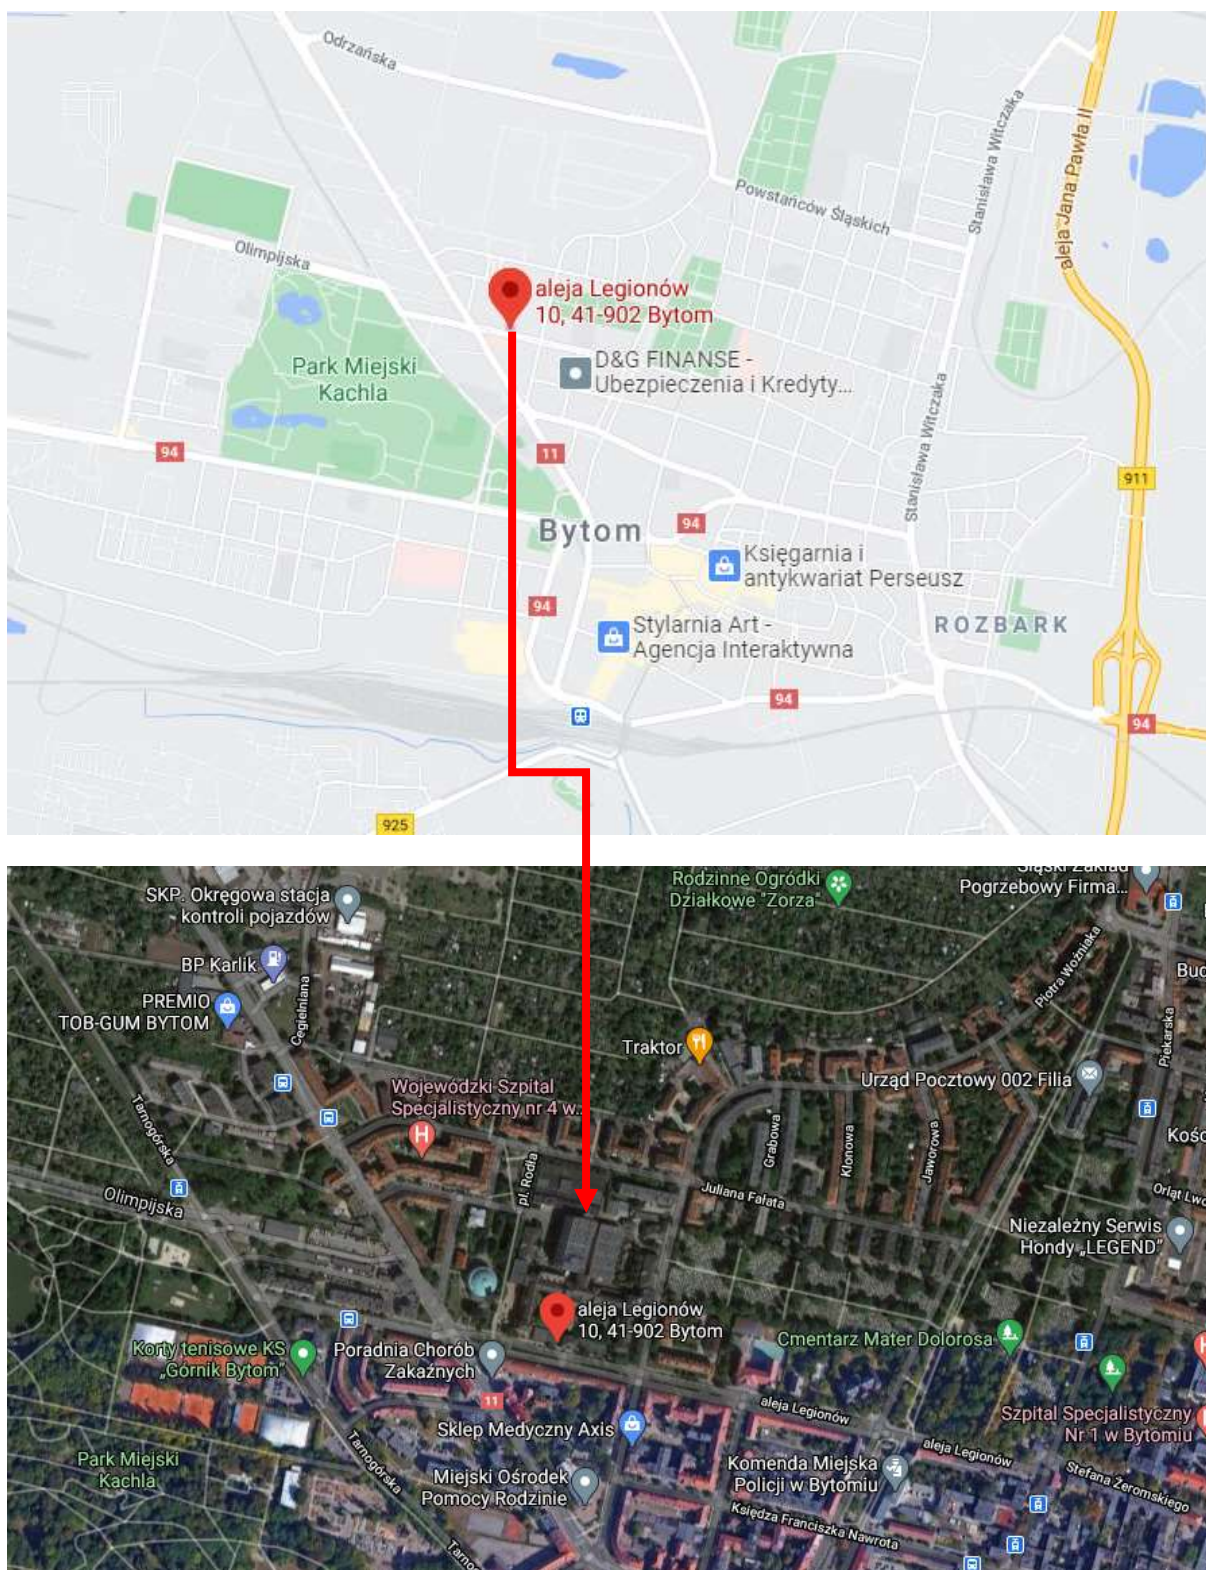 Odrzańska
Stanisława Witczaka
aleja Jana Pawła II
Powstańców Śląskich
Olimpijska
aleja Legionów
10, 41-902 Bytom
Park Miejski
Kachla
D&G FINANSE -
Ubezpieczenia i Kredyty...
94
11
Stanisława Witczaka
911
Bytom
94
Księgarnia i
antykwariat Perseusz
94
Stylarnia Art -
Agencja Interaktywna
ROZBARK
94
94
925
SKP. Okręgowa stacja
kontroli pojazdów
Rodzinne Ogródki
Działkowe "Zorza"
Śląski Zakład
Pogrzebowy Firma...
BP Karlik
Piotra Woźniaka
Buc
PREMIO
TOB-GUM BYTOM
Cegielniana
Piekarska
Traktor
Urząd Pocztowy 002 Filia
Wojewódzki Szpital
Specjalistyczny nr 4 w...
H
Tarnogórska
Grabowa
Klonowa
Jaworowa
Kośc
pl. Rodła
Juliana Fałata
Olimpijska
Orląt Lwo
Niezależny Serwis
Hondy „LEGEND”
aleja Legionów
10, 41-902 Bytom
Cmentarz Mater Dolorosa
Korty tenisowe KS
„Górnik Bytom”
Poradnia Chorób
Zakaźnych
11
aleja Legionów
Szpital Specjalistyczny
Nr 1 w Bytomiu
Sklep Medyczny Axis
aleja Legionów
Park Miejski
Kachla
Tarnogórska
Miejski Ośrodek
Pomocy Rodzinie
Komenda Miejska
Policji w Bytomiu
Stefana Żeromskiego
Księdza Franciszka Nawrota
Tarno